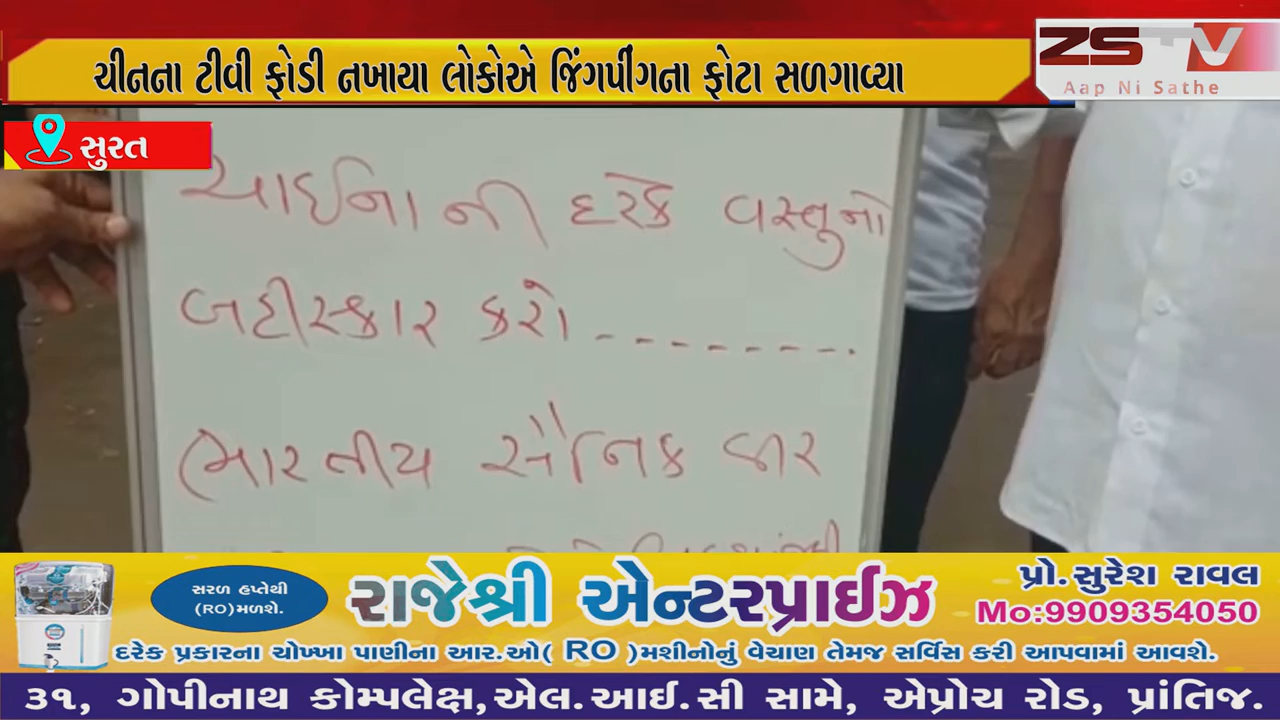 ચીનના ટીવી ફોડી નખાયા લોકોએ જિંગપીંગના ફોટા સળગાવ્યા
ZS TV
Aap Ni Sathe
સુરત
ચાઈના ની દરેક વસ્તુનો
બહીસ્કાર કરો
ભારતીય સૈનિક
સરળ હપ્તેથી
(RO)મળશે.
રાજેશ્રી એન્ટરપ્રાઈઝ
પ્રો.સુરેશ રાવલ
Mo:9909354050
દરેક પ્રકારના ચોખ્ખા પાણીના આર.ઓ( RO )મશીનોનું વેચાણ તેમજ સર્વિસ કરી આપવામાં આવશે.
૩૧, ગોપીનાથ કોમ્પલેક્ષ,એલ.આઈ.સી સામે, એપ્રોચ રોડ, પ્રાંતિજ.